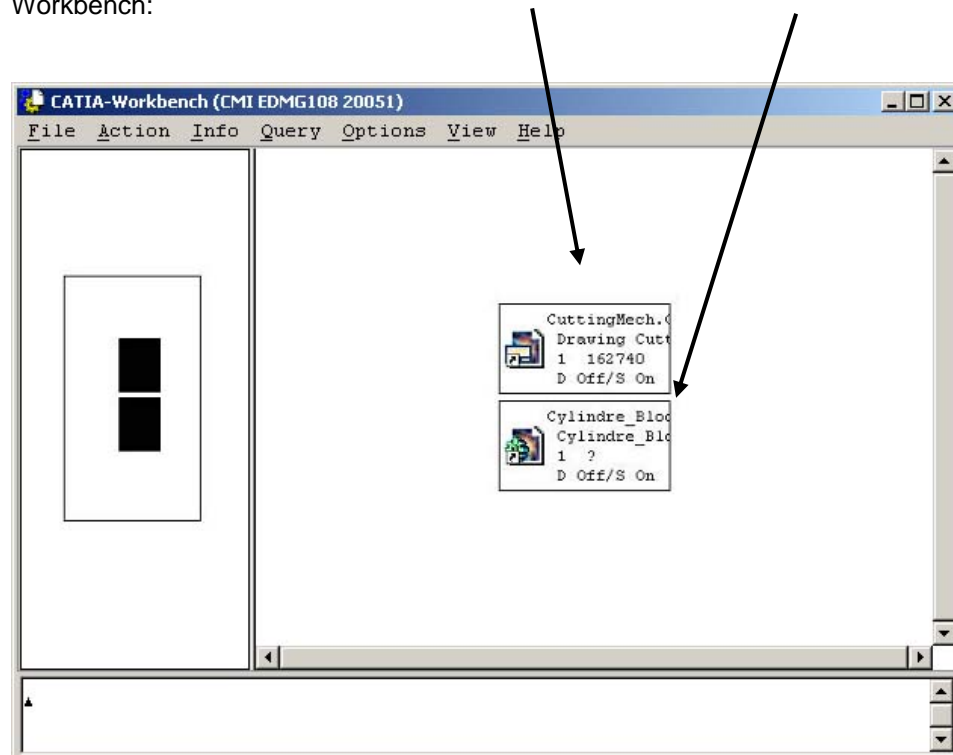 Workbench:
CATIA-Workbench (CMI EDMG108 20051)
File Action Info Query Options View Help
CuttingMech.
Drawing Cutt
1 162740
D Off/S On
Cylindre_Bloc
Cylindre_Blo
1 ?
D Off/S On